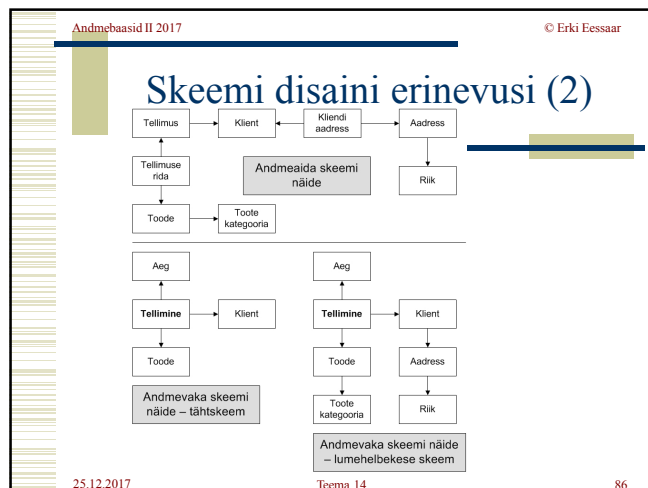 Andmebaasid II 2017
© Erki Eessaar
Skeemi disaini erinevusi (2)
Tellimus
Klient
Kliendi
aadress
Aadress
Tellimuse
rida
Andmeaida skeemi
näide
Riik
Toode
Toote
kategooria
Aeg
Tellimine
Klient
Toode
Andmevaka skeemi
näide – tähtskeem
Aeg
Tellimine
Klient
Toode
Aadress
Toote
kategooria
Riik
Andmevaka skeemi näide
– lumehelbekese skeem
25.12.2017
Teema 14
86